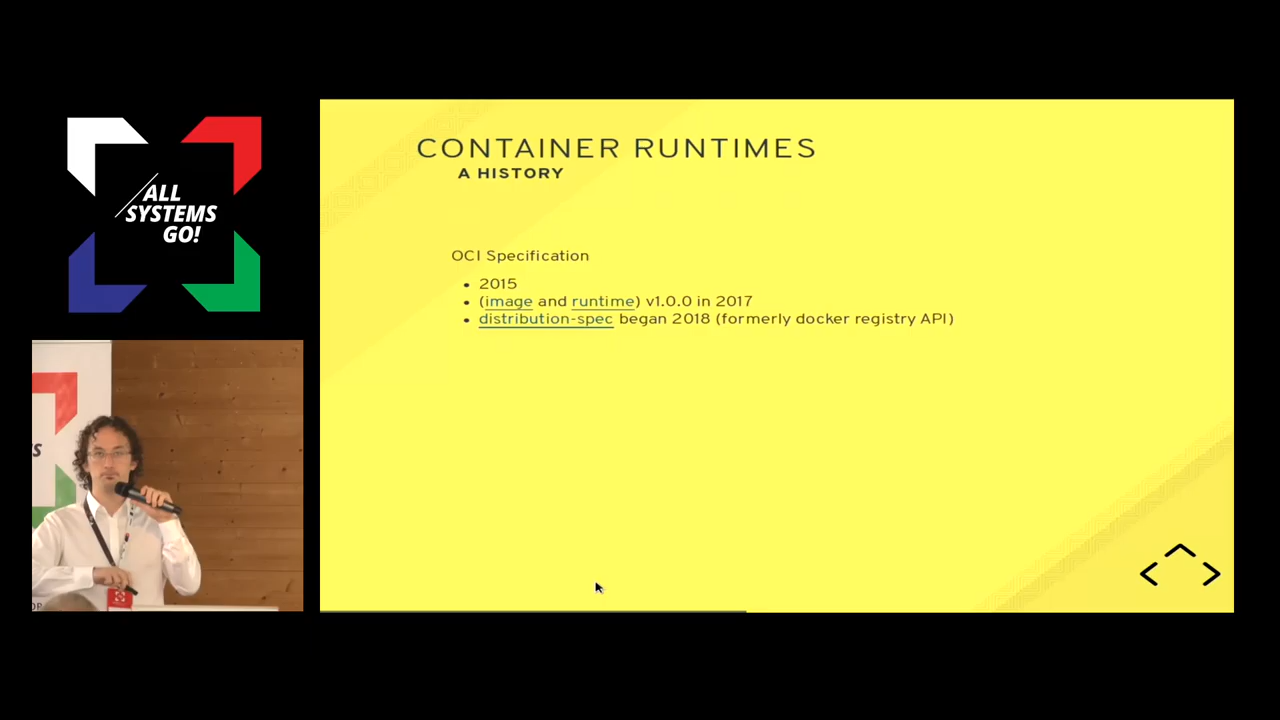 ALL
SYSTEMS
GO!
CONTAINER RUNTIMES
A HISTORY
OCI Specification
2015
(image and runtime) v1.0.0 in 2017
distribution-spec began 2018 (formerly docker registry API)